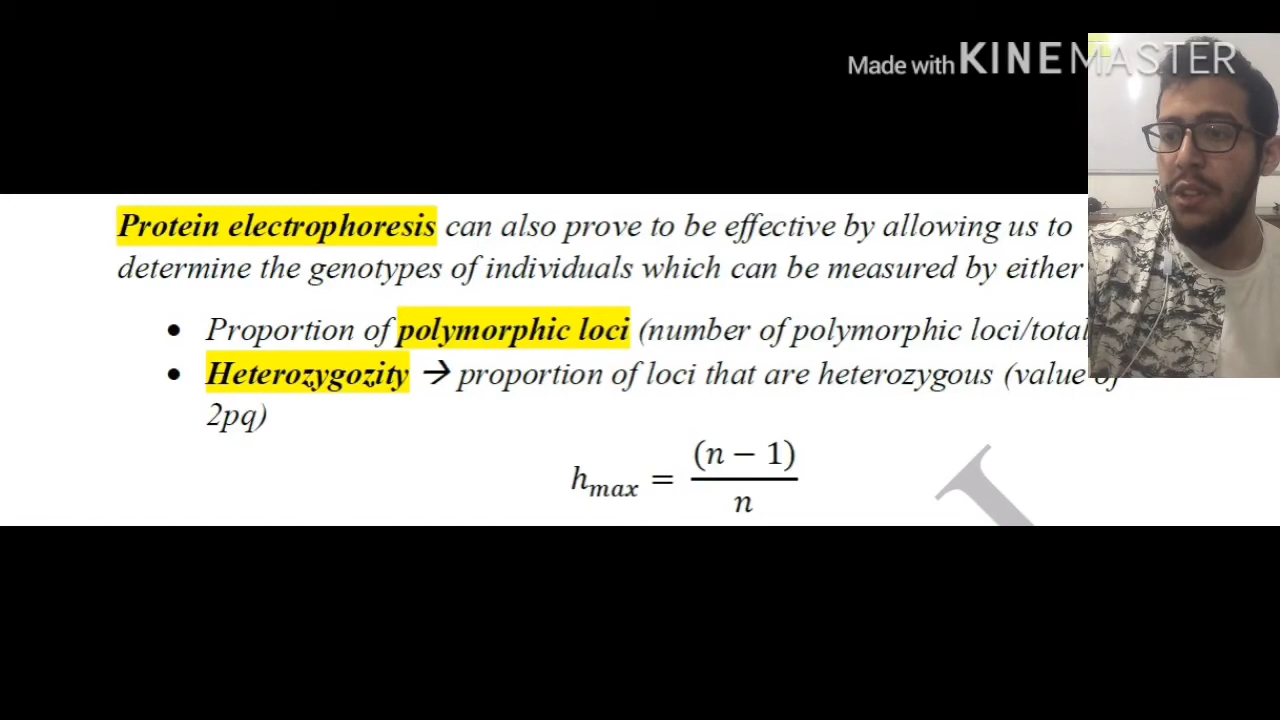 Made with KINEMASTER
Protein electrophoresis can also prove to be effective by allowing us to
determine the genotypes of individuals which can be measured by either
• Proportion of polymorphic loci (number of polymorphic loci/total
• Heterozygozity → proportion of loci that are heterozygous (value of
2pq)
h_max = (n − 1)/n